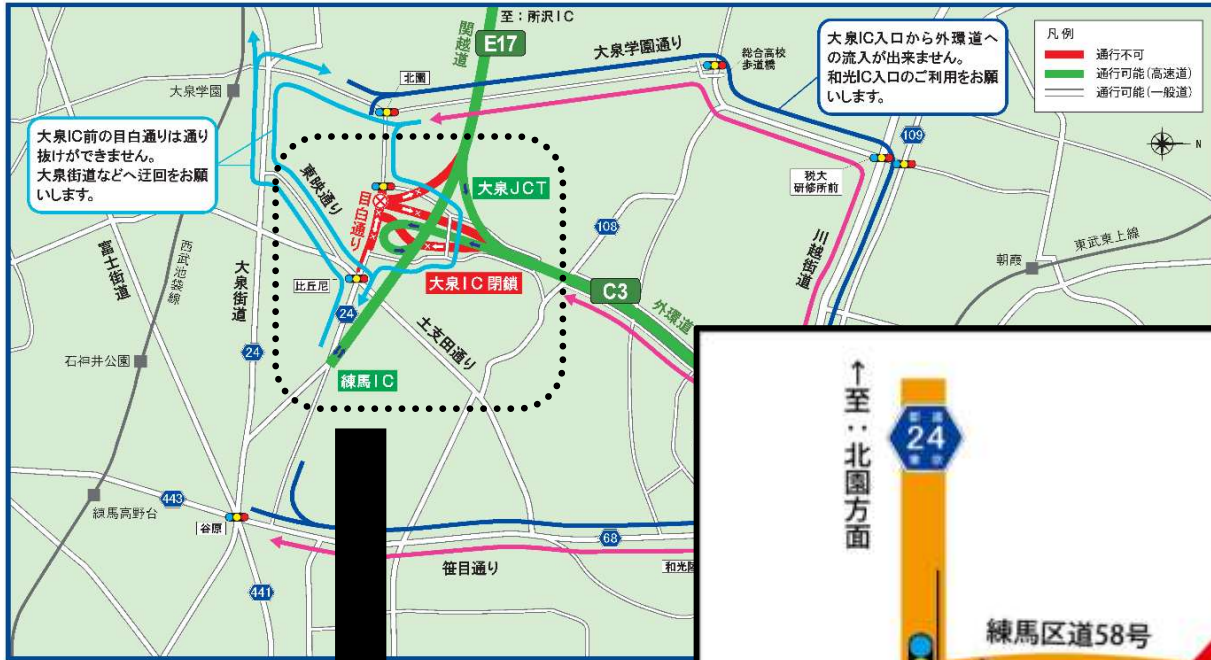 至：所沢IC
関越道
E17
大泉学園通り
総合高校
歩道橋
大泉IC入口から外環道へ
の流入が出来ません。
和光IC入口のご利用をお願
いします。
凡例
通行不可
通行可能(高速道)
通行可能(一般道)
N
北園
大泉学園
109
税大
研修所前
大泉IC前の目白通りは通り
抜けができません。
大泉街道などへ迂回をお願
いします。
東映通り
目白通り
大泉JCT
108
川越街道
東武東上線
朝霞
富士街道
西武池袋線
大泉街道
比丘尼
大泉IC閉鎖
C3
外環道
24
24
土支田通り
石神井公園
練馬IC
443
練馬高野台
谷原
68
441
笹目通り
↑至：北園方面
24
練馬区道58号